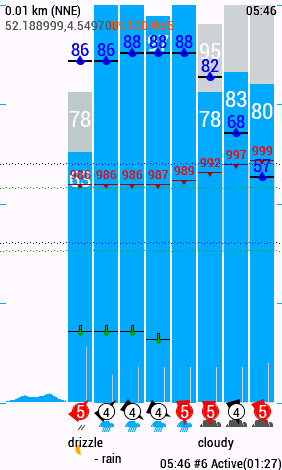 0.01 km (NNE) 05:46
52.188999,4.549700
86 86 88 88 88 95 82
78 78 83 80
68 57
986 986 986 987 989 992 997 999
5 4 4 4 5 5 4 5
drizzle cloudy
- rain
05:46 #6 Active(01:27)